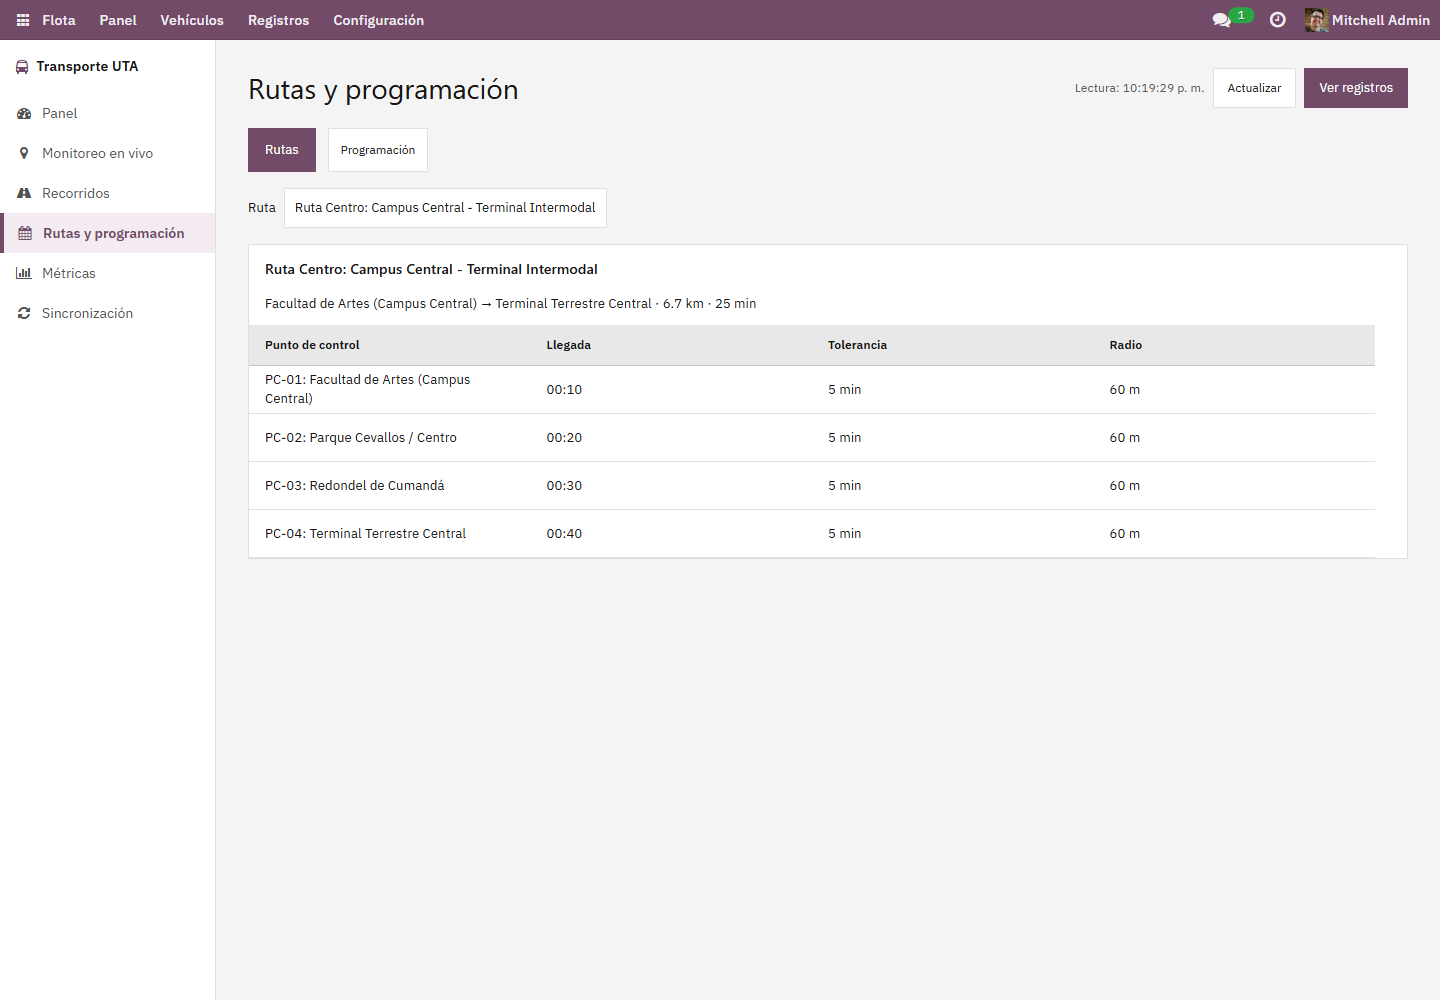 Flota Panel Vehículos Registros Configuración 1 Mitchell Admin
Transporte UTA
Panel
Monitoreo en vivo
Recorridos
Rutas y programación
Métricas
Sincronización
Rutas y programación
Lectura: 10:19:29 p. m. Actualizar Ver registros
Rutas Programación
Ruta Ruta Centro: Campus Central - Terminal Intermodal
Ruta Centro: Campus Central - Terminal Intermodal
Facultad de Artes (Campus Central) → Terminal Terrestre Central · 6.7 km · 25 min
Punto de control Llegada Tolerancia Radio
PC-01: Facultad de Artes (Campus
Central) 00:10 5 min 60 m
PC-02: Parque Cevallos / Centro 00:20 5 min 60 m
PC-03: Redondel de Cumandá 00:30 5 min 60 m
PC-04: Terminal Terrestre Central 00:40 5 min 60 m